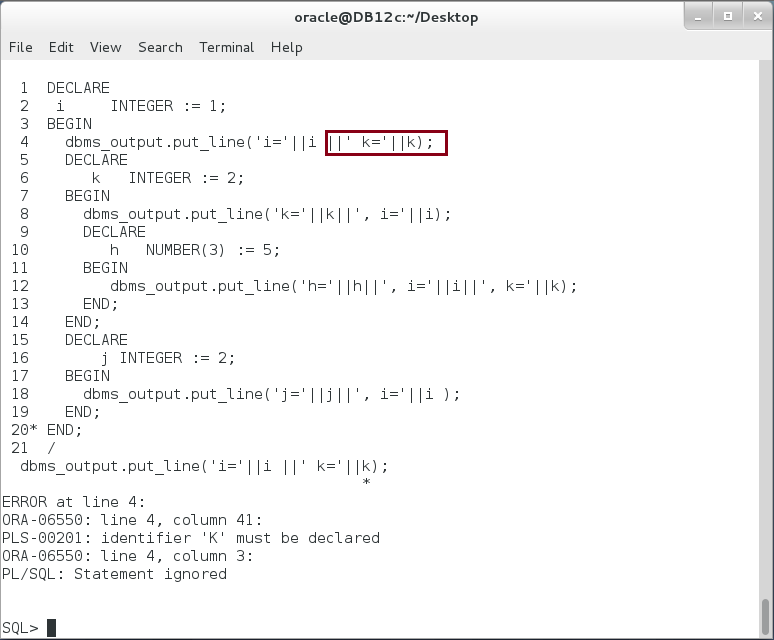 oracle@DB12c:~/Desktop
File Edit View Search Terminal Help
1 DECLARE
2 i INTEGER := 1;
3 BEGIN
4 dbms_output.put_line('i='||i ||' k='||k);
5 DECLARE
6 k INTEGER := 2;
7 BEGIN
8 dbms_output.put_line('k='||k||', i='||i);
9 DECLARE
10 h NUMBER(3) := 5;
11 BEGIN
12 dbms_output.put_line('h='||h||', i='||i||', k='||k);
13 END;
14 END;
15 DECLARE
16 j INTEGER := 2;
17 BEGIN
18 dbms_output.put_line('j='||j||', i='||i );
19 END;
20* END;
21 /
dbms_output.put_line('i='||i ||' k='||k);
*
ERROR at line 4:
ORA-06550: line 4, column 41:
PLS-00201: identifier 'K' must be declared
ORA-06550: line 4, column 3:
PL/SQL: Statement ignored
SQL>